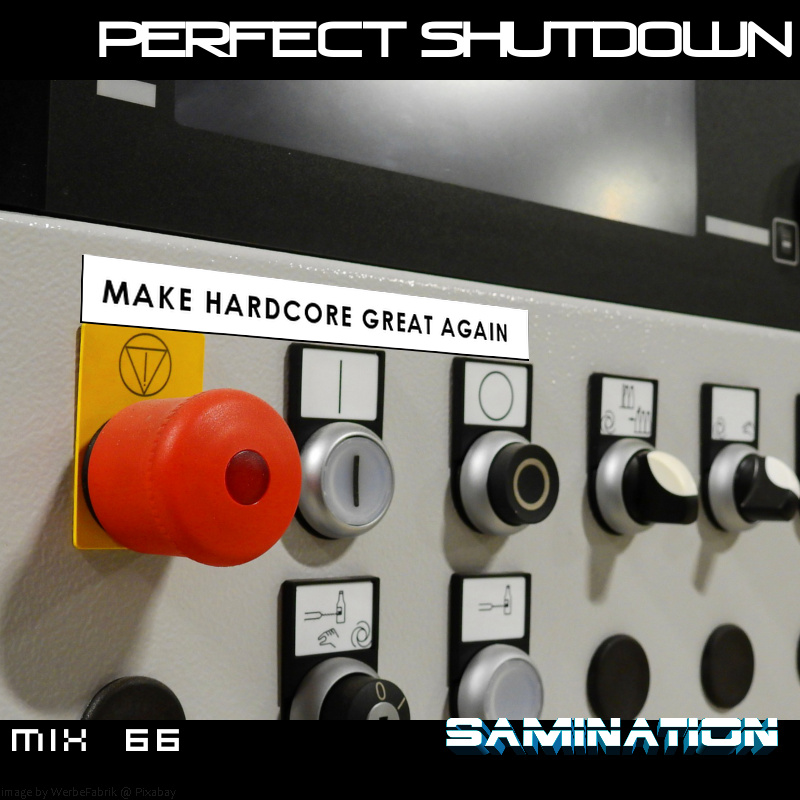 PERFECT SHUTDOWN
MAKE HARDCORE GREAT AGAIN
MIX 66
SAMINATION
image by WerbeFabrik @ Pixabay